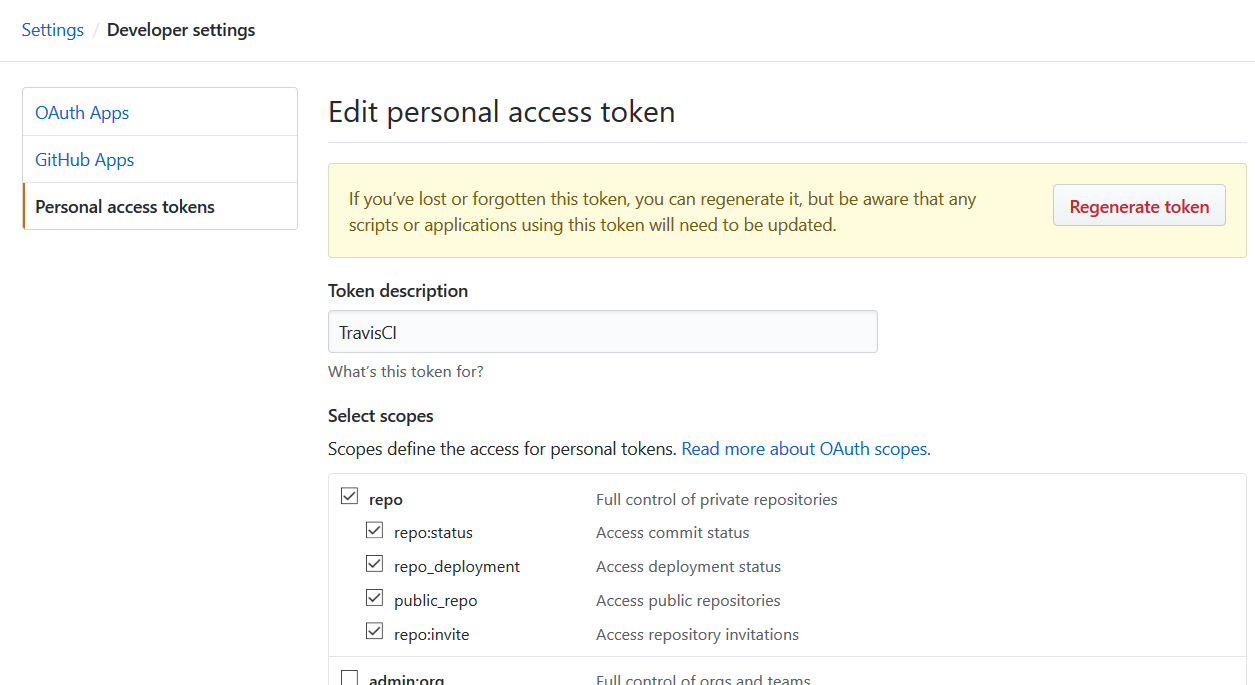 Settings / Developer settings
OAuth Apps
GitHub Apps
Personal access tokens
Edit personal access token
If you’ve lost or forgotten this token, you can regenerate it, but be aware that any
scripts or applications using this token will need to be updated.
Regenerate token
Token description
TravisCI
What’s this token for?
Select scopes
Scopes define the access for personal tokens. Read more about OAuth scopes.
repo Full control of private repositories
repo:status Access commit status
repo_deployment Access deployment status
public_repo Access public repositories
repo:invite Access repository invitations
admin:org Full control of orgs and teams